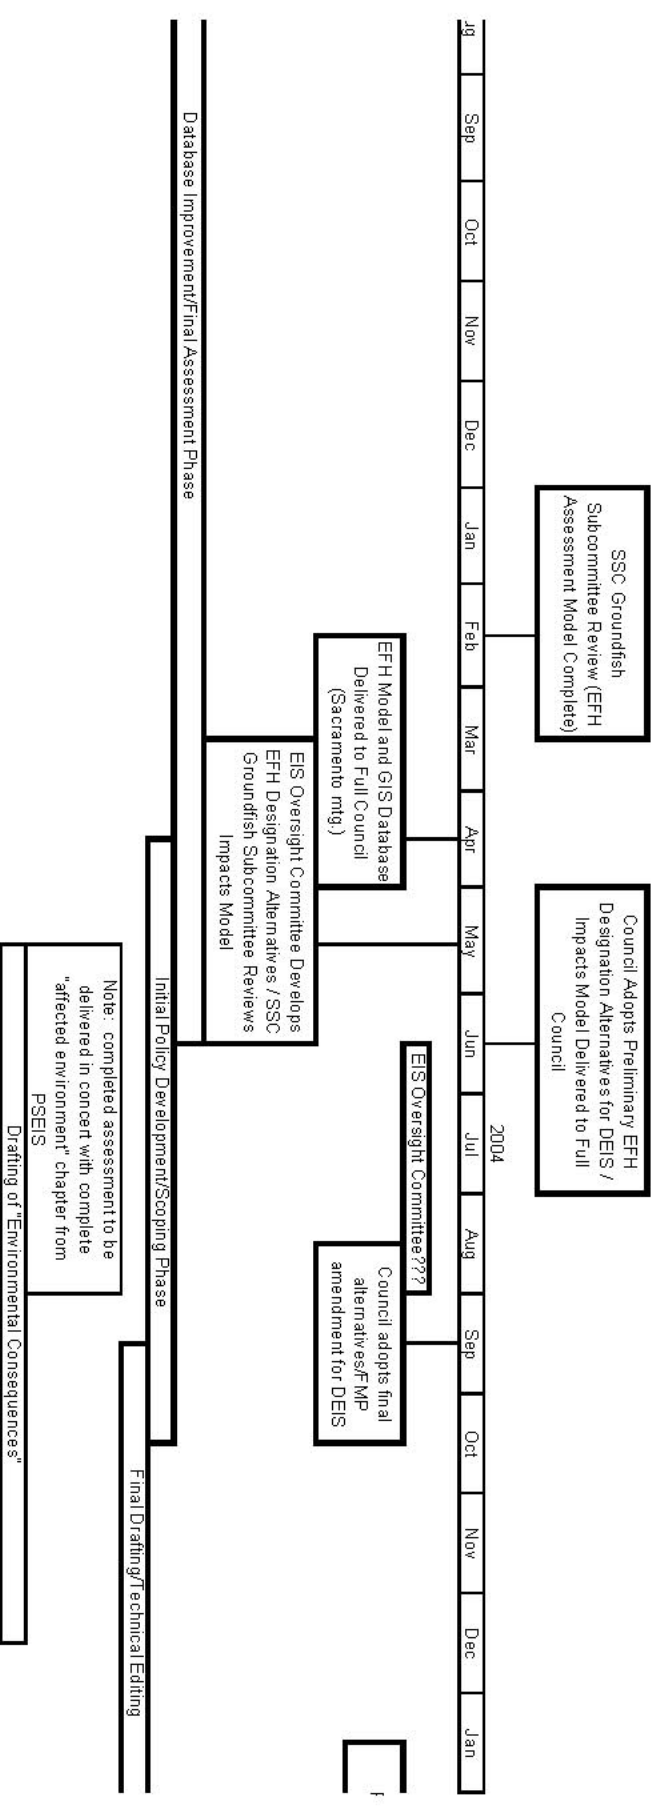 SSC Groundfish
Subcommittee Review (EFH
Assessment Model Complete)
Council Adopts Preliminary EFH
Designation Alternatives for DEIS /
Impacts Model Delivered to Full
Council
2004
Sep
Oct
Nov
Dec
Jan
Feb
Mar
Apr
May
Jun
Jul
Aug
Sep
Oct
Nov
Dec
Jan
EIS Oversight Committee???
EFH Model and GIS Database
Delivered to Full Council
(Sacramento mtg.)
Council adopts final
alternatives/FMP
amendment for DEIS
EIS Oversight Committee Develops
EFH Designation Alternatives / SSC
Groundfish Subcommittee Reviews
Impacts Model
Database Improvement/Final Assessment Phase
Initial Policy Development/Scoping Phase
Final Drafting/Technical Editing
Note: completed assessment to be
delivered in concert with complete
"affected environment" chapter from
PSEIS
Drafting of "Environmental Consequences"